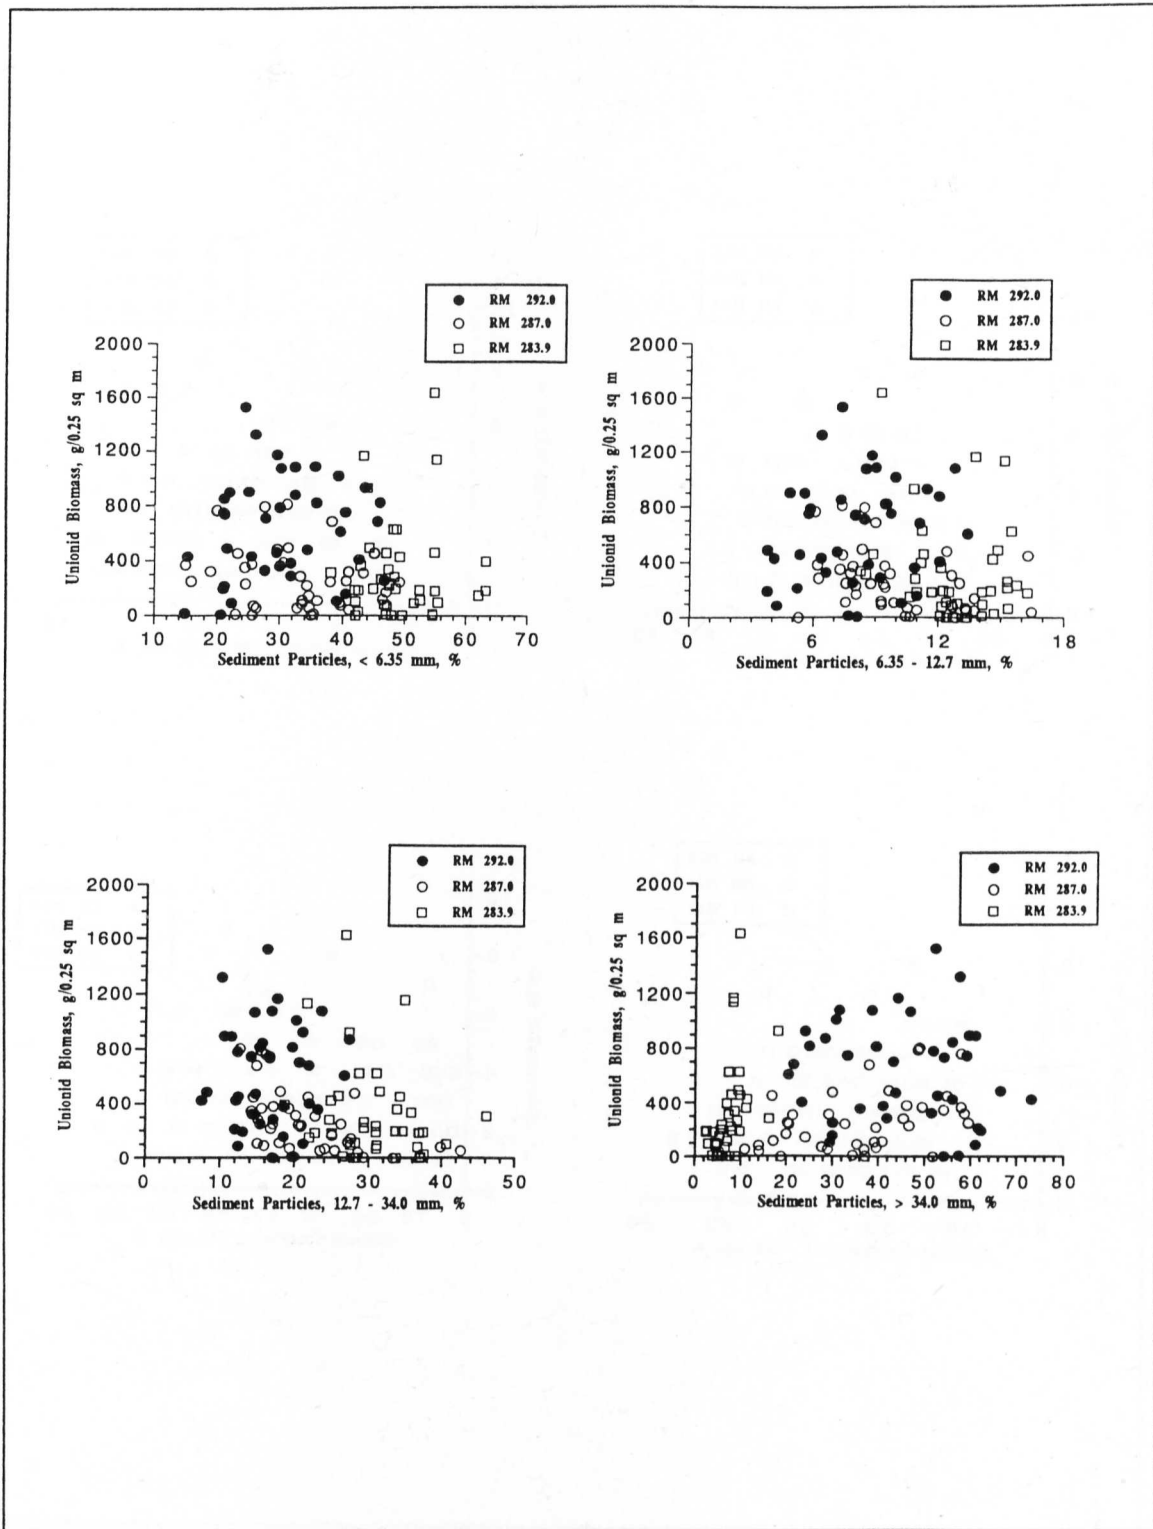 RM 292.0
RM 287.0
RM 283.9
2000
1600
1200
800
400
0
Unionid Biomass, g/0.25 sq m
10 20 30 40 50 60 70
Sediment Particles, < 6.35 mm, %
RM 292.0
RM 287.0
RM 283.9
2000
1600
1200
800
400
0
Unionid Biomass, g/0.25 sq m
0 6 12 18
Sediment Particles, 6.35 - 12.7 mm, %
RM 292.0
RM 287.0
RM 283.9
2000
1600
1200
800
400
0
Unionid Biomass, g/0.25 sq m
0 10 20 30 40 50
Sediment Particles, 12.7 - 34.0 mm, %
RM 292.0
RM 287.0
RM 283.9
2000
1600
1200
800
400
0
Unionid Biomass, g/0.25 sq m
0 10 20 30 40 50 60 70 80
Sediment Particles, > 34.0 mm, %